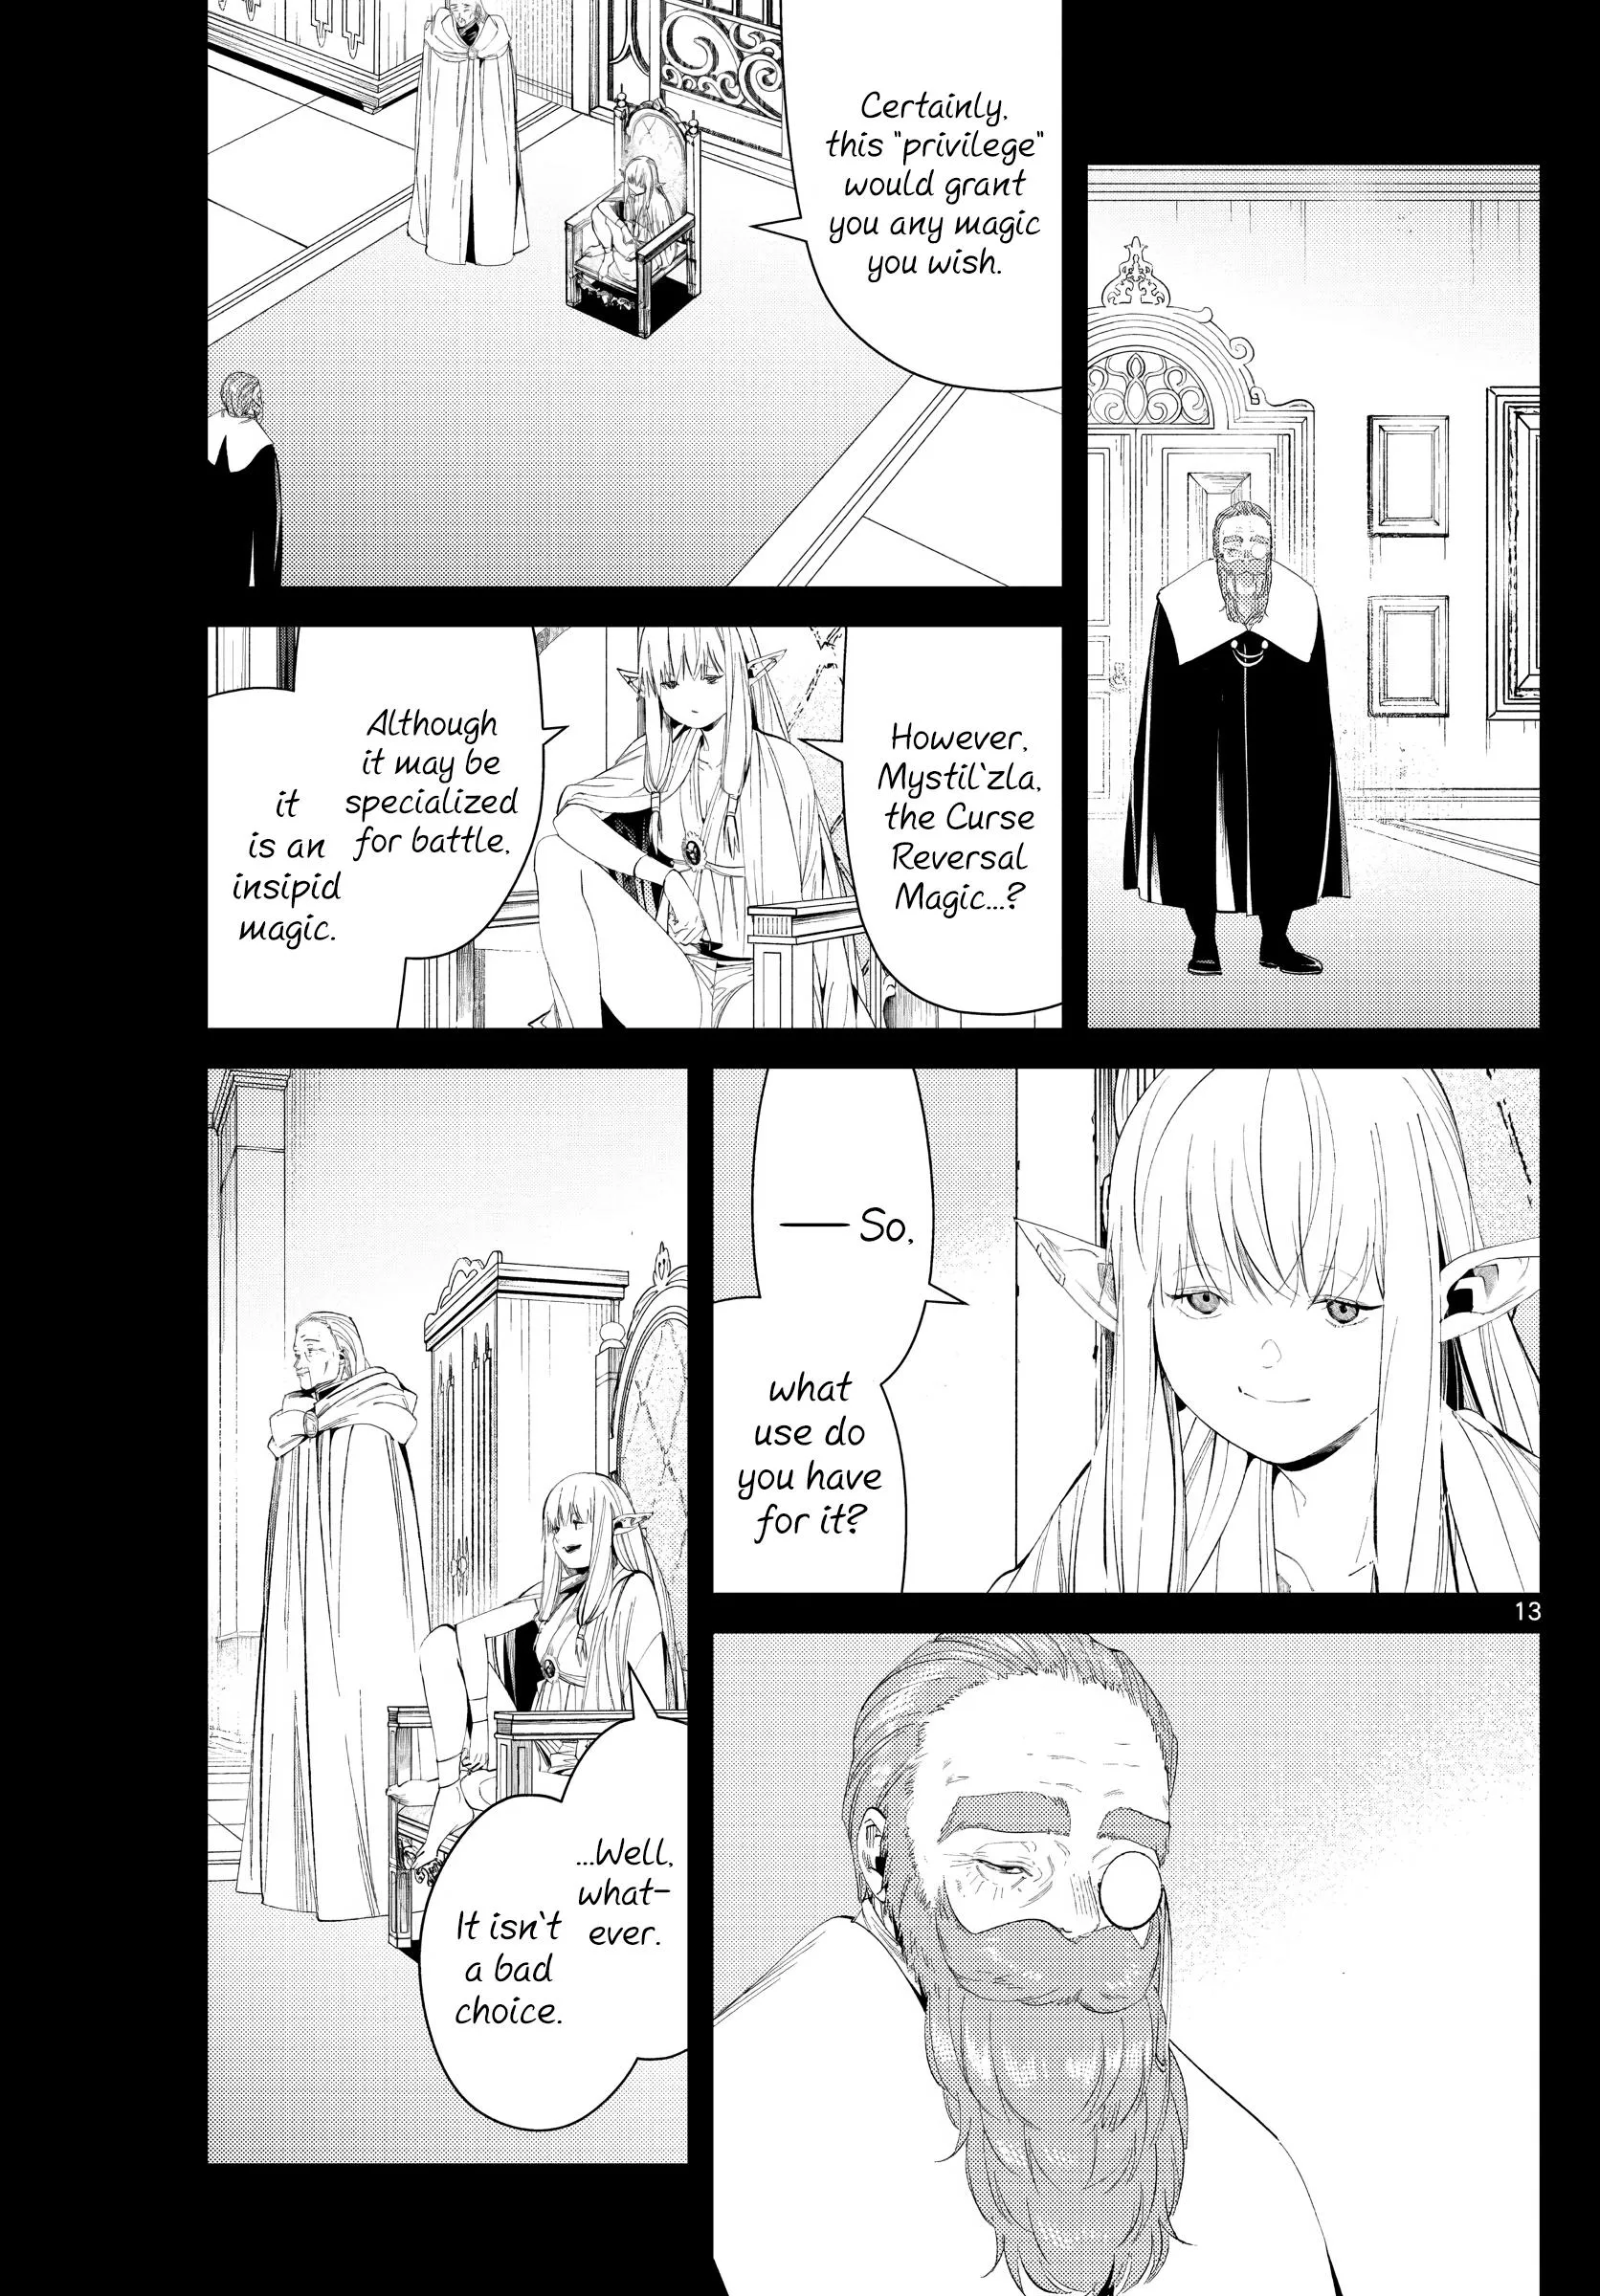 Certainly,
this "privilege"
would grant
you any magic
you wish.
However,
Mystil'zla,
the Curse
Reversal
Magic...?
Although
it may be
specialized
for battle,
it
is an
insipid
magic.
— So,
what
use do
you have
for it?
13
...Well,
what-
ever.
It isn't
a bad
choice.